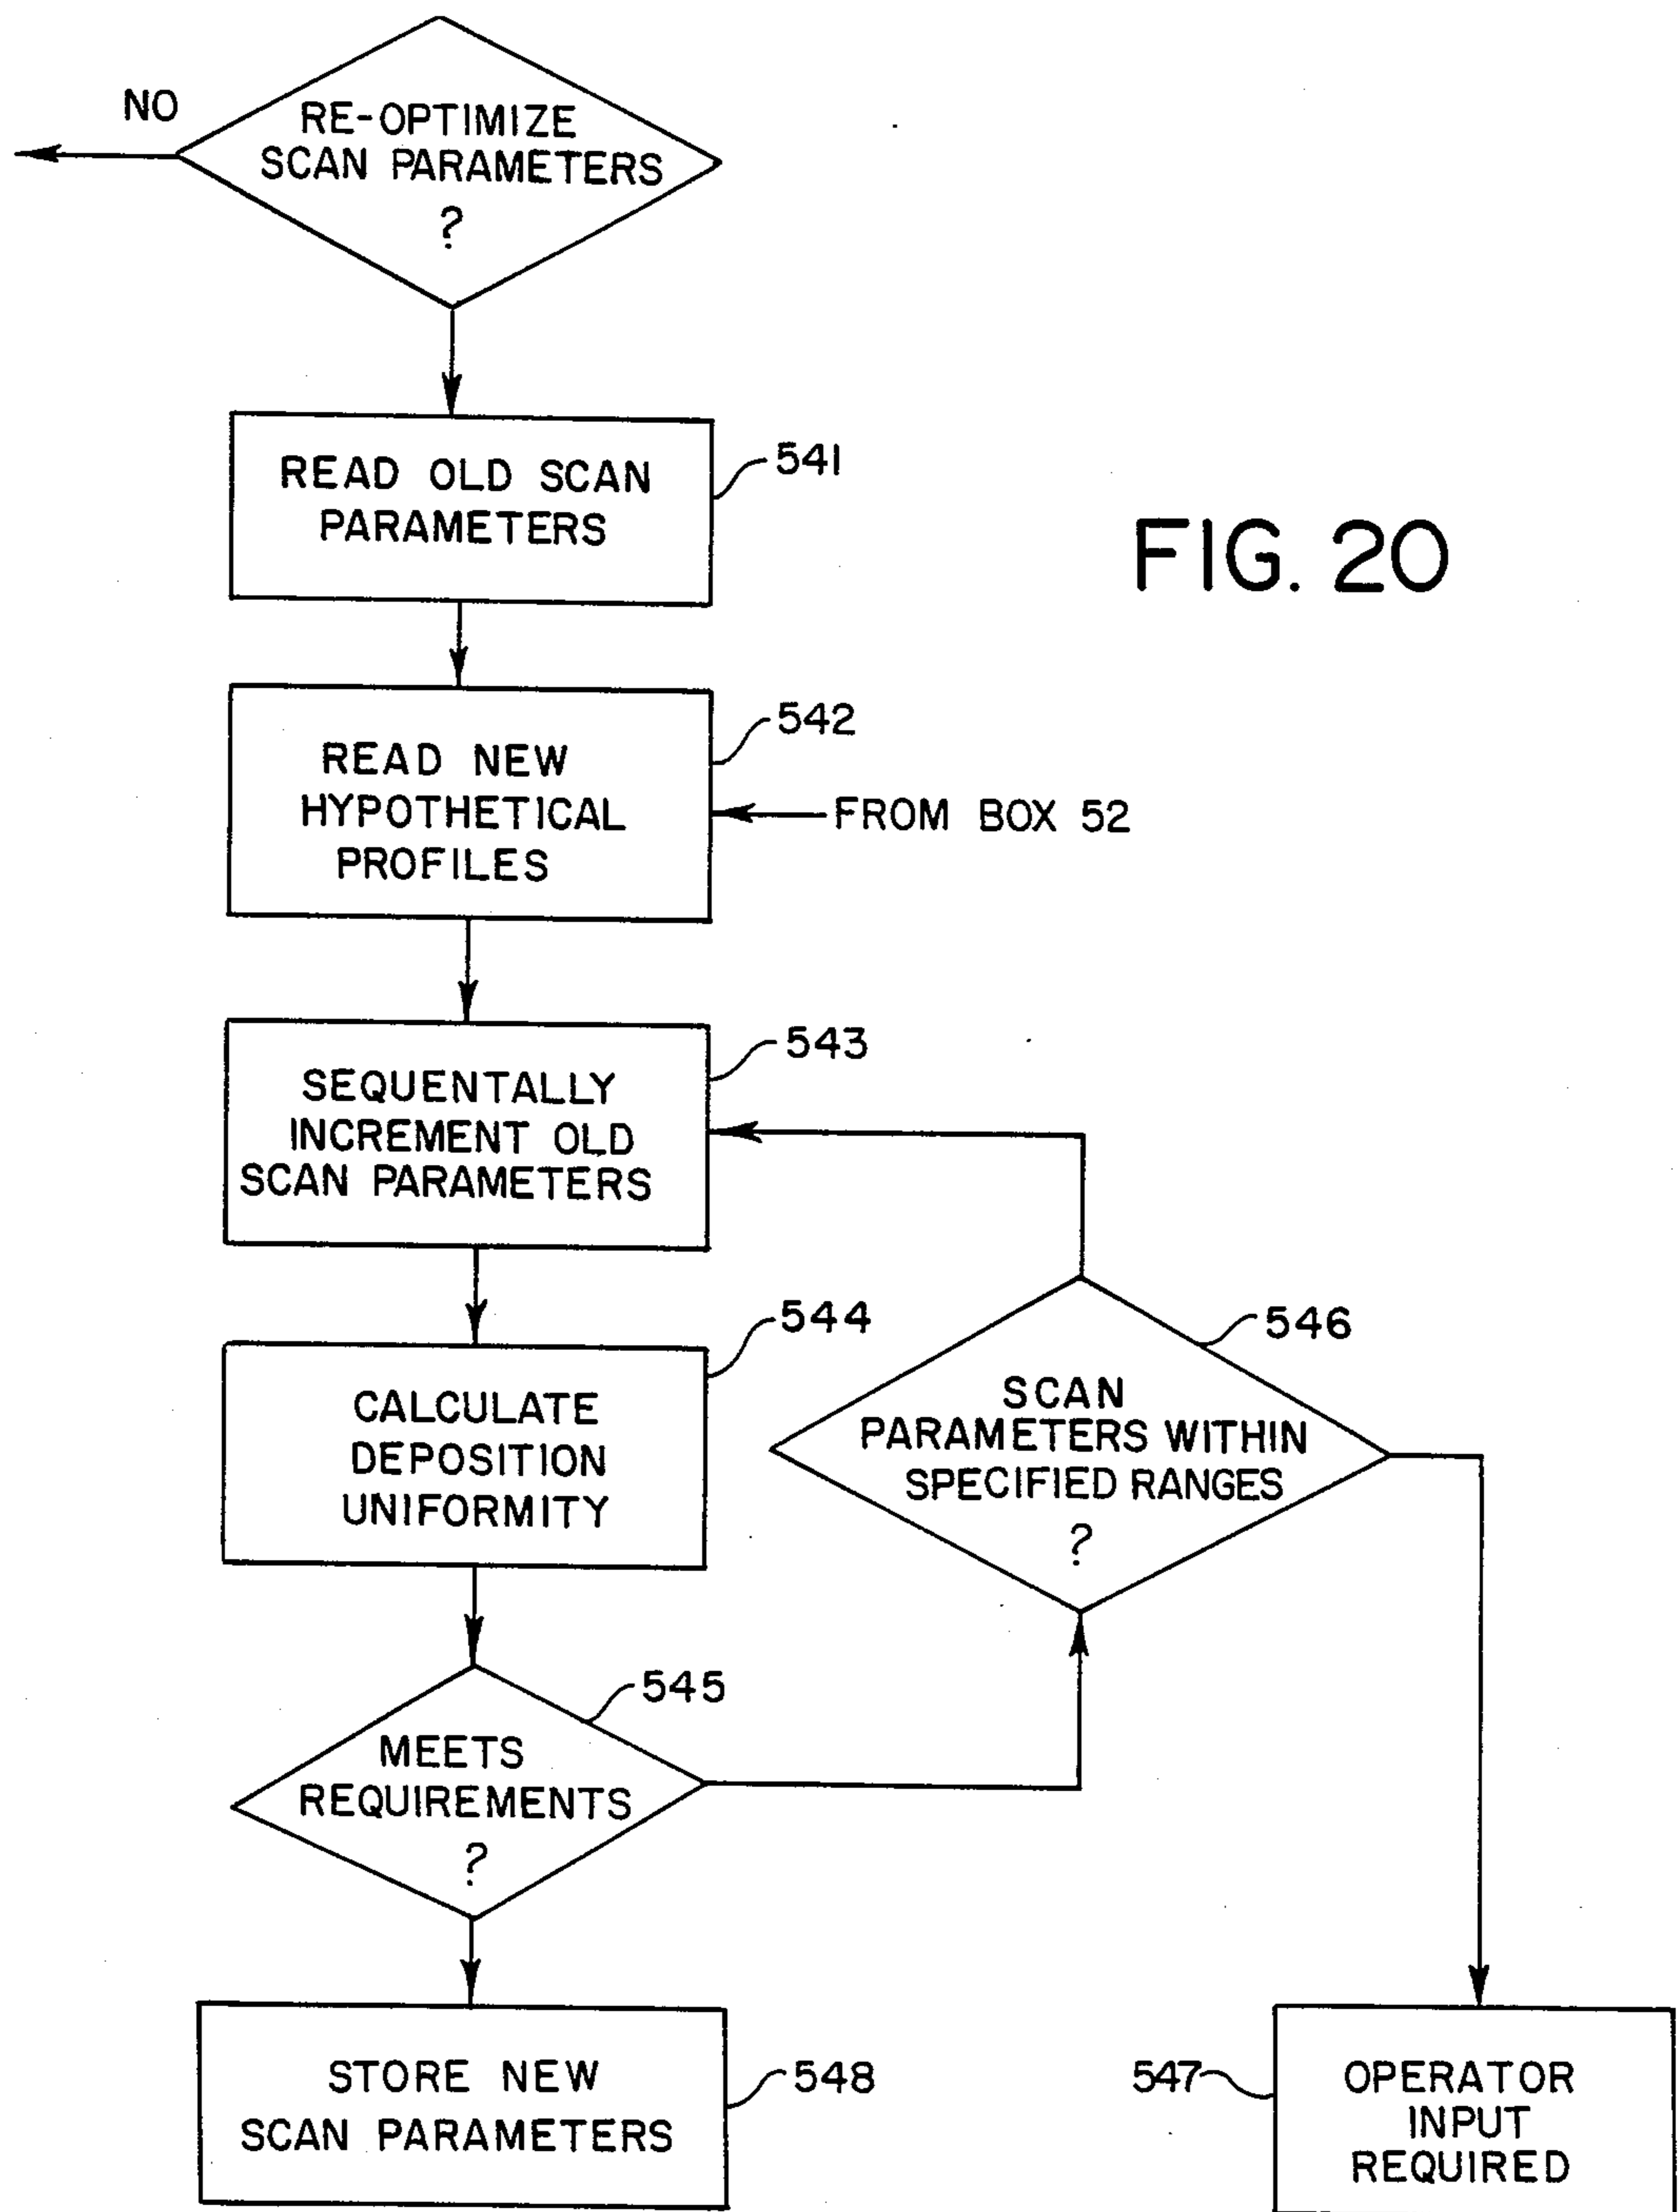 NO
RE-OPTIMIZE
SCAN PARAMETERS
?
READ OLD SCAN
PARAMETERS
541
FIG. 20
READ NEW
HYPOTHETICAL
PROFILES
542
FROM BOX 52
SEQUENTALLY
INCREMENT OLD
SCAN PARAMETERS
543
CALCULATE
DEPOSITION
UNIFORMITY
544
SCAN
PARAMETERS WITHIN
SPECIFIED RANGES
?
546
MEETS
REQUIREMENTS
?
545
STORE NEW
SCAN PARAMETERS
548
547
OPERATOR
INPUT
REQUIRED